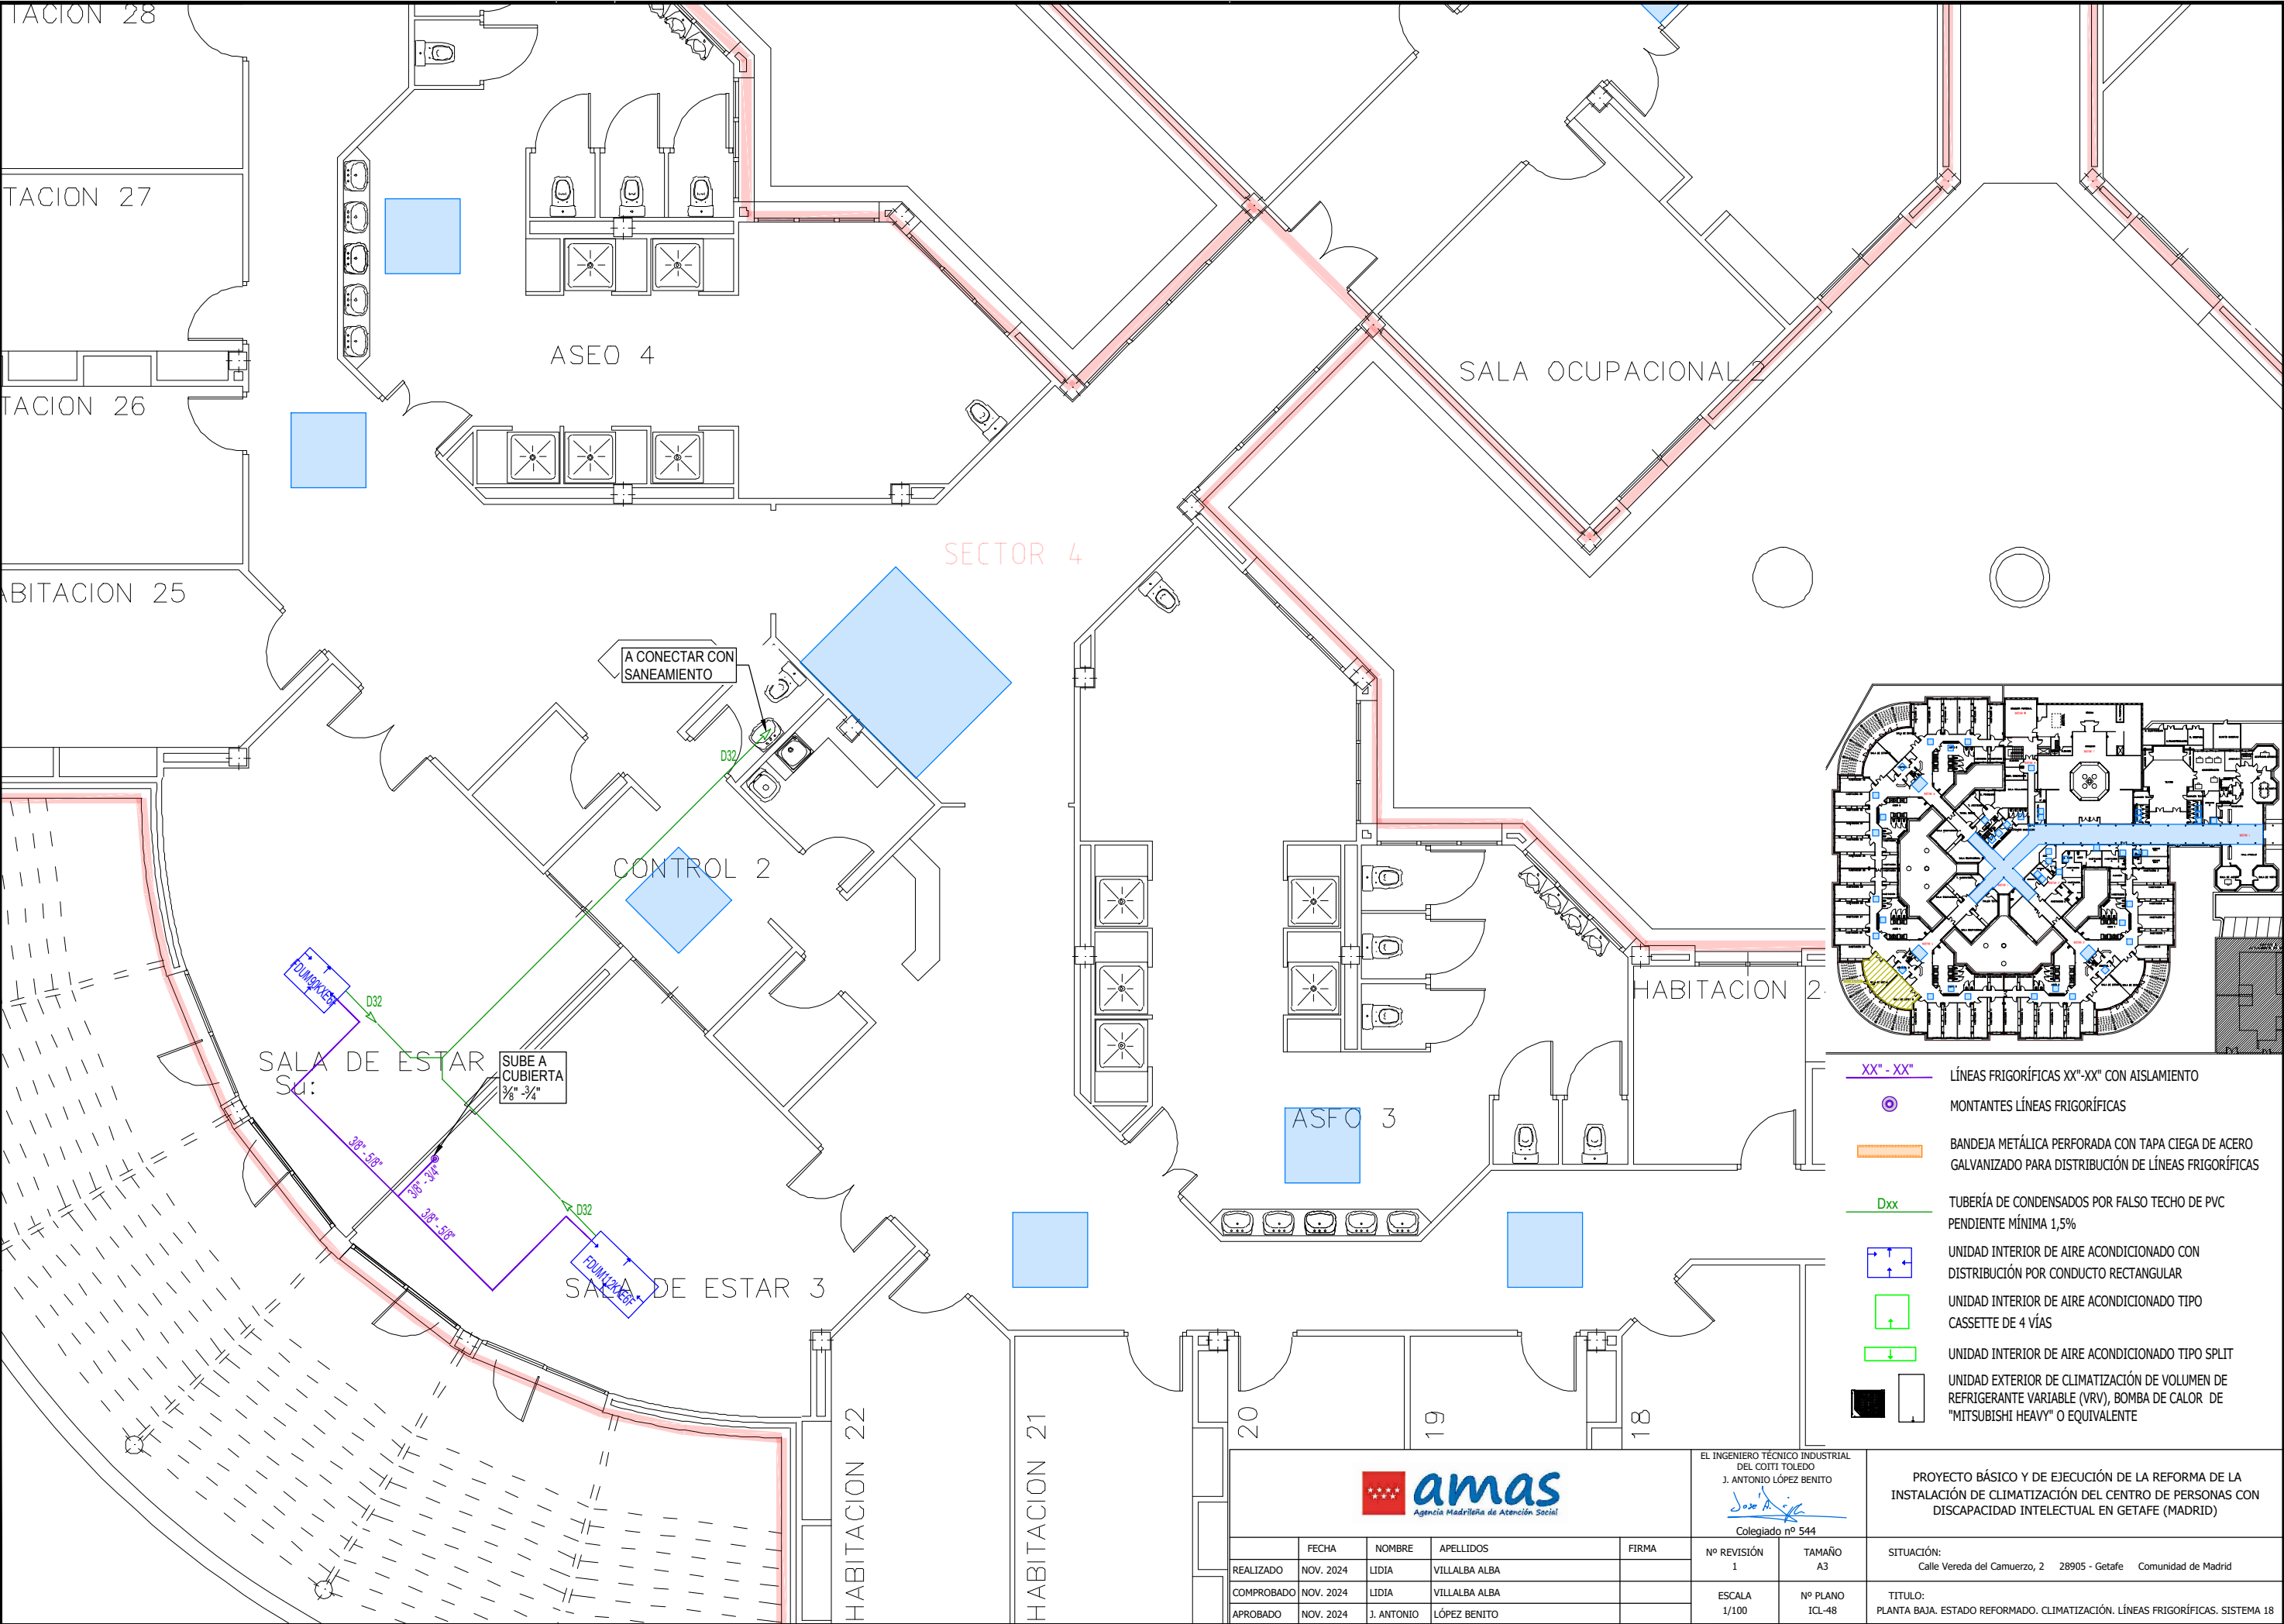 TACION 28
TACION 27
TACION 26
ABITACION 25
ASEO 4
SALA OCUPACIONAL 2
SECTOR 4
A CONECTAR CON
SANEAMIENTO
D32
CONTROL 2
FDUM90KXE6F
D32
SALA DE ESTAR
Su:
SUBE A
CUBIERTA
3/8" -3/4"
3/8" - 5/8"
3/8" - 3/4"
3/8" - 5/8"
D32
FDUM112KXE6F
SALA DE ESTAR 3
HABITACION 2
ASEO 3
HABITACION 22
HABITACION 21
20
19
18
XX" - XX"
LÍNEAS FRIGORÍFICAS XX"-XX" CON AISLAMIENTO
MONTANTES LÍNEAS FRIGORÍFICAS
BANDEJA METÁLICA PERFORADA CON TAPA CIEGA DE ACERO
GALVANIZADO PARA DISTRIBUCIÓN DE LÍNEAS FRIGORÍFICAS
Dxx
TUBERÍA DE CONDENSADOS POR FALSO TECHO DE PVC
PENDIENTE MÍNIMA 1,5%
UNIDAD INTERIOR DE AIRE ACONDICIONADO CON
DISTRIBUCIÓN POR CONDUCTO RECTANGULAR
UNIDAD INTERIOR DE AIRE ACONDICIONADO TIPO
CASSETTE DE 4 VÍAS
UNIDAD INTERIOR DE AIRE ACONDICIONADO TIPO SPLIT
UNIDAD EXTERIOR DE CLIMATIZACIÓN DE VOLUMEN DE
REFRIGERANTE VARIABLE (VRV), BOMBA DE CALOR DE
"MITSUBISHI HEAVY" O EQUIVALENTE
amas
Agencia Madrileña de Atención Social
EL INGENIERO TÉCNICO INDUSTRIAL
DEL COITI TOLEDO
J. ANTONIO LÓPEZ BENITO
Colegiado nº 544
PROYECTO BÁSICO Y DE EJECUCIÓN DE LA REFORMA DE LA
INSTALACIÓN DE CLIMATIZACIÓN DEL CENTRO DE PERSONAS CON
DISCAPACIDAD INTELECTUAL EN GETAFE (MADRID)
FECHA NOMBRE APELLIDOS FIRMA
REALIZADO NOV. 2024 LIDIA VILLALBA ALBA
COMPROBADO NOV. 2024 LIDIA VILLALBA ALBA
APROBADO NOV. 2024 J. ANTONIO LÓPEZ BENITO
Nº REVISIÓN TAMAÑO
1 A3
ESCALA Nº PLANO
1/100 ICL-48
SITUACIÓN:
Calle Vereda del Camuerzo, 2 28905 - Getafe Comunidad de Madrid
TITULO:
PLANTA BAJA. ESTADO REFORMADO. CLIMATIZACIÓN. LÍNEAS FRIGORÍFICAS. SISTEMA 18